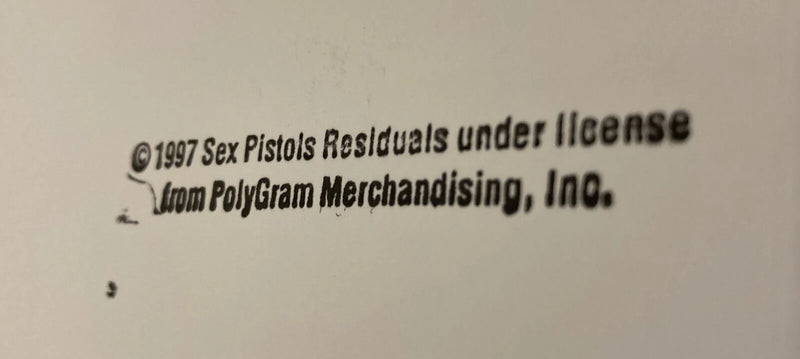 ©1997 Sex Pistols Residuals under license
from PolyGram Merchandising, Inc.